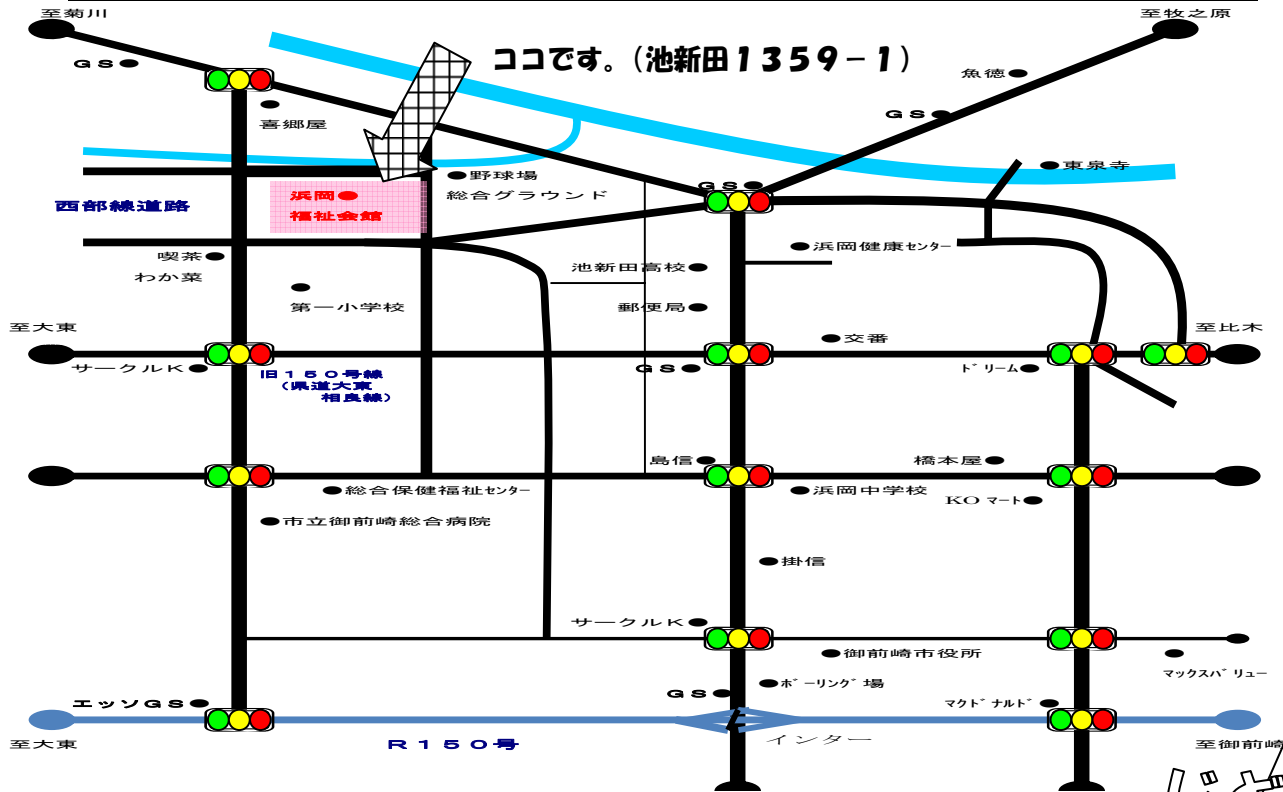 至菊川
至牧之原
ココです。(池新田1359−1)
GS
魚徳
GS
喜郷屋
野球場
総合グラウンド
GS
東泉寺
西部線道路
浜岡
福祉会館
浜岡健康センター
喫茶
わか菜
池新田高校
第一小学校
郵便局
至大東
至比木
交番
サークルK
旧150号線
(県道大東
相良線)
GS
ドリーム
島信
橋本屋
総合保健福祉センター
浜岡中学校
KOマート
市立御前崎総合病院
掛信
サークルK
御前崎市役所
マックスバリュー
ボーリング場
GS
エッソGS
マクドナルド
至大東
R150号
インター
至御前崎